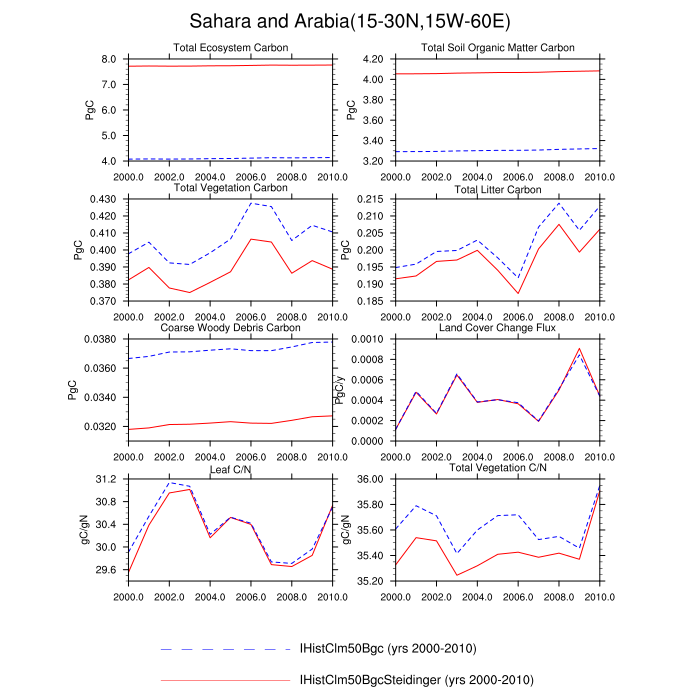 Sahara and Arabia(15-30N,15W-60E)
Total Ecosystem Carbon
8.0
7.0
6.0
5.0
4.0
PgC
2000.0 2002.0 2004.0 2006.0 2008.0 2010.0
Total Soil Organic Matter Carbon
4.20
4.00
3.80
3.60
3.40
3.20
PgC
2000.0 2002.0 2004.0 2006.0 2008.0 2010.0
Total Vegetation Carbon
0.430
0.420
0.410
0.400
0.390
0.380
0.370
PgC
2000.0 2002.0 2004.0 2006.0 2008.0 2010.0
Total Litter Carbon
0.215
0.210
0.205
0.200
0.195
0.190
0.185
PgC
2000.0 2002.0 2004.0 2006.0 2008.0 2010.0
Coarse Woody Debris Carbon
0.0380
0.0360
0.0340
0.0320
PgC
2000.0 2002.0 2004.0 2006.0 2008.0 2010.0
Land Cover Change Flux
0.0010
0.0008
0.0006
0.0004
0.0002
0.0000
PgC/y
2000.0 2002.0 2004.0 2006.0 2008.0 2010.0
Leaf C/N
31.2
30.8
30.4
30.0
29.6
gC/gN
2000.0 2002.0 2004.0 2006.0 2008.0 2010.0
Total Vegetation C/N
36.00
35.80
35.60
35.40
35.20
gC/gN
2000.0 2002.0 2004.0 2006.0 2008.0 2010.0
IHistClm50Bgc (yrs 2000-2010)
IHistClm50BgcSteidinger (yrs 2000-2010)